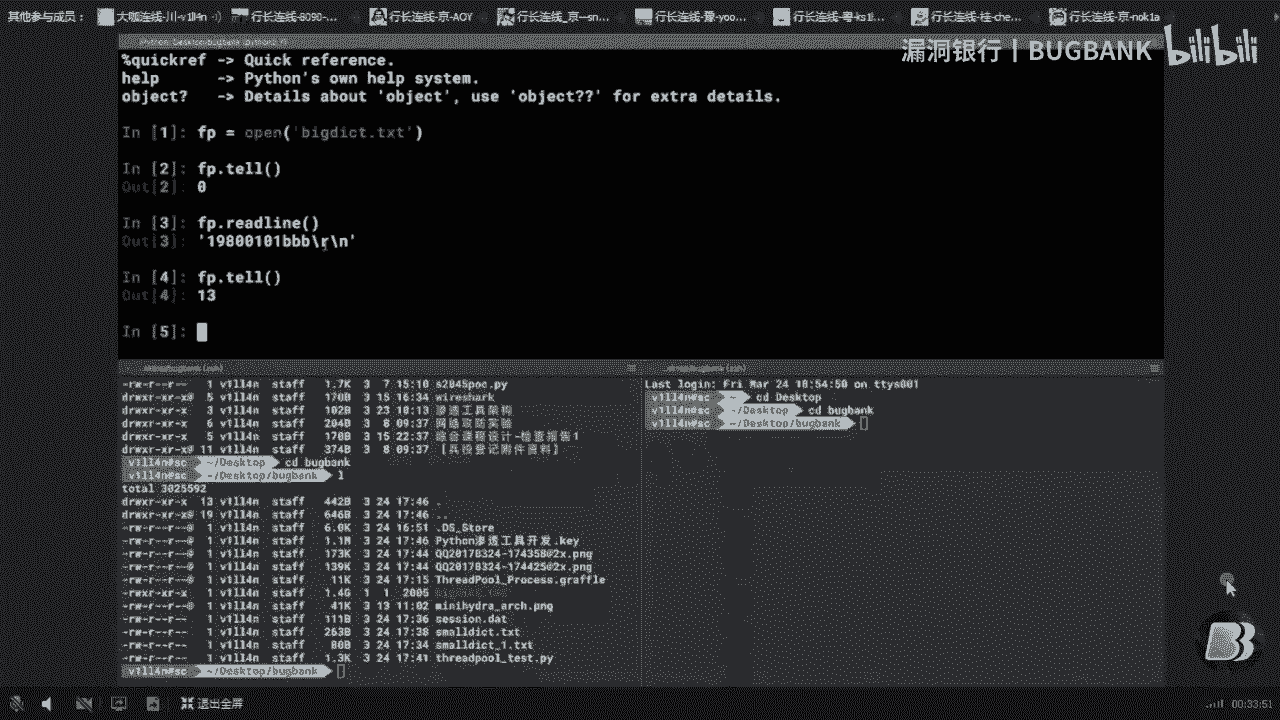 其他参与成员： 大咖连线-川-v1ll4n 行长连线-8090-... 行长连线-京-AOY 行长连线_京—sn... 行长连线-豫-yoo... 行长连线-粤-ks1i... 行长连线-桂-che... 行长连线-京-nok1a
漏洞银行丨BUGBANK bilibili
%quickref -> Quick reference.
help      -> Python's own help system.
object?   -> Details about 'object', use 'object??' for extra details.
In [1]: fp = open('bigdict.txt')
In [2]: fp.tell()
Out[2]: 0
In [3]: fp.readline()
Out[3]: '19800101bbb\r\n'
In [4]: fp.tell()
Out[4]: 13
In [5]:
-rw-r--r-- 1 v1ll4n staff 1.7K 3 7 15:10 s2045poc.py
drwxr-xr-x@ 5 v1ll4n staff 170B 3 15 16:34 wireshark
drwxr-xr-x 3 v1ll4n staff 102B 3 23 10:13 渗透工具架构
drwxr-xr-x 6 v1ll4n staff 204B 3 8 09:37 网络攻防实验
drwxr-xr-x 5 v1ll4n staff 170B 3 15 22:37 综合课程设计-检查报告1
drwxr-xr-x@ 11 v1ll4n staff 374B 3 8 09:37
v1ll4n@sc ~/Desktop cd bugbank
v1ll4n@sc ~/Desktop/bugbank l
total 3025592
drwxr-xr-x 13 v1ll4n staff 442B 3 24 17:46 .
drwxr-xr-x@ 19 v1ll4n staff 646B 3 24 17:46 ..
-rw-r--r--@ 1 v1ll4n staff 6.0K 3 24 16:51 .DS_Store
-rw-r--r--@ 1 v1ll4n staff 1.1M 3 24 17:46 Python渗透工具开发.key
-rw-r--r--@ 1 v1ll4n staff 173K 3 24 17:44 QQ20170324-174358@2x.png
-rw-r--r--@ 1 v1ll4n staff 139K 3 24 17:44 QQ20170324-174425@2x.png
-rw-r--r--@ 1 v1ll4n staff 11K 3 24 17:15 ThreadPool_Process.graffle
-rwxr-xr-x 1 v1ll4n staff 1.4G 1 1 2005
-rw-r--r--@ 1 v1ll4n staff 41K 3 13 11:02 minihydra_arch.png
-rw-r--r-- 1 v1ll4n staff 111B 3 24 17:36 session.dat
-rw-r--r-- 1 v1ll4n staff 263B 3 24 17:38 smalldict.txt
-rw-r--r-- 1 v1ll4n staff 80B 3 24 17:34 smalldict_1.txt
-rw-r--r-- 1 v1ll4n staff 1.3K 3 24 17:41 threadpool_test.py
v1ll4n@sc ~/Desktop/bugbank
Last login: Fri Mar 24 18:54:50 on ttys001
v1ll4n@sc ~ cd Desktop
v1ll4n@sc ~/Desktop cd bugbank
v1ll4n@sc ~/Desktop/bugbank
退出全屏
00:33:51